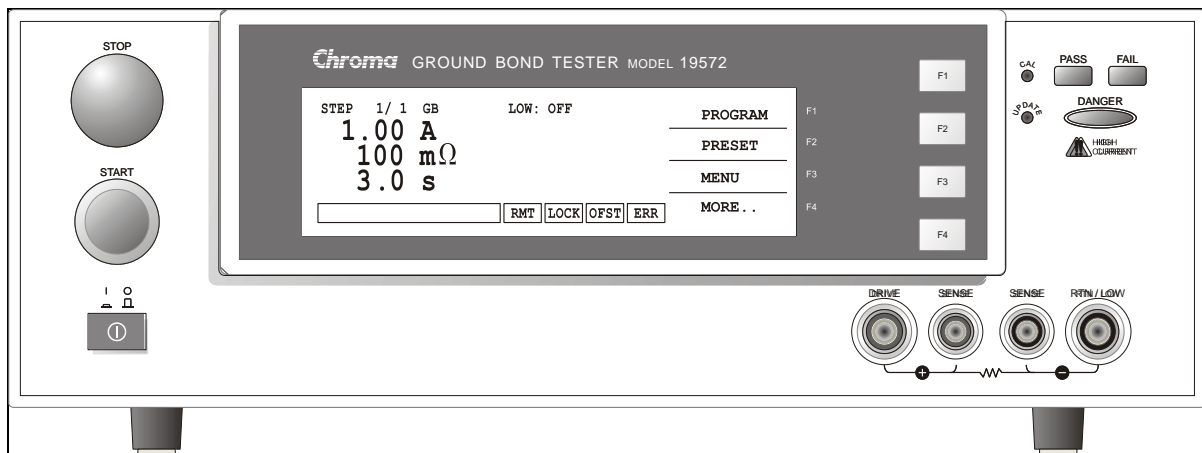 STOP
START
I O
Chroma GROUND BOND TESTER MODEL 19572
STEP 1/ 1 GB LOW: OFF
1.00 A
100 mΩ
3.0 s
RMT LOCK OFST ERR
PROGRAM
PRESET
MENU
MORE..
F1
F2
F3
F4
F1
F2
F3
F4
CAL
UPDATE
PASS
FAIL
DANGER
HIGH
CURRENT
DRIVE
SENSE
SENSE
RTN / LOW
+
−